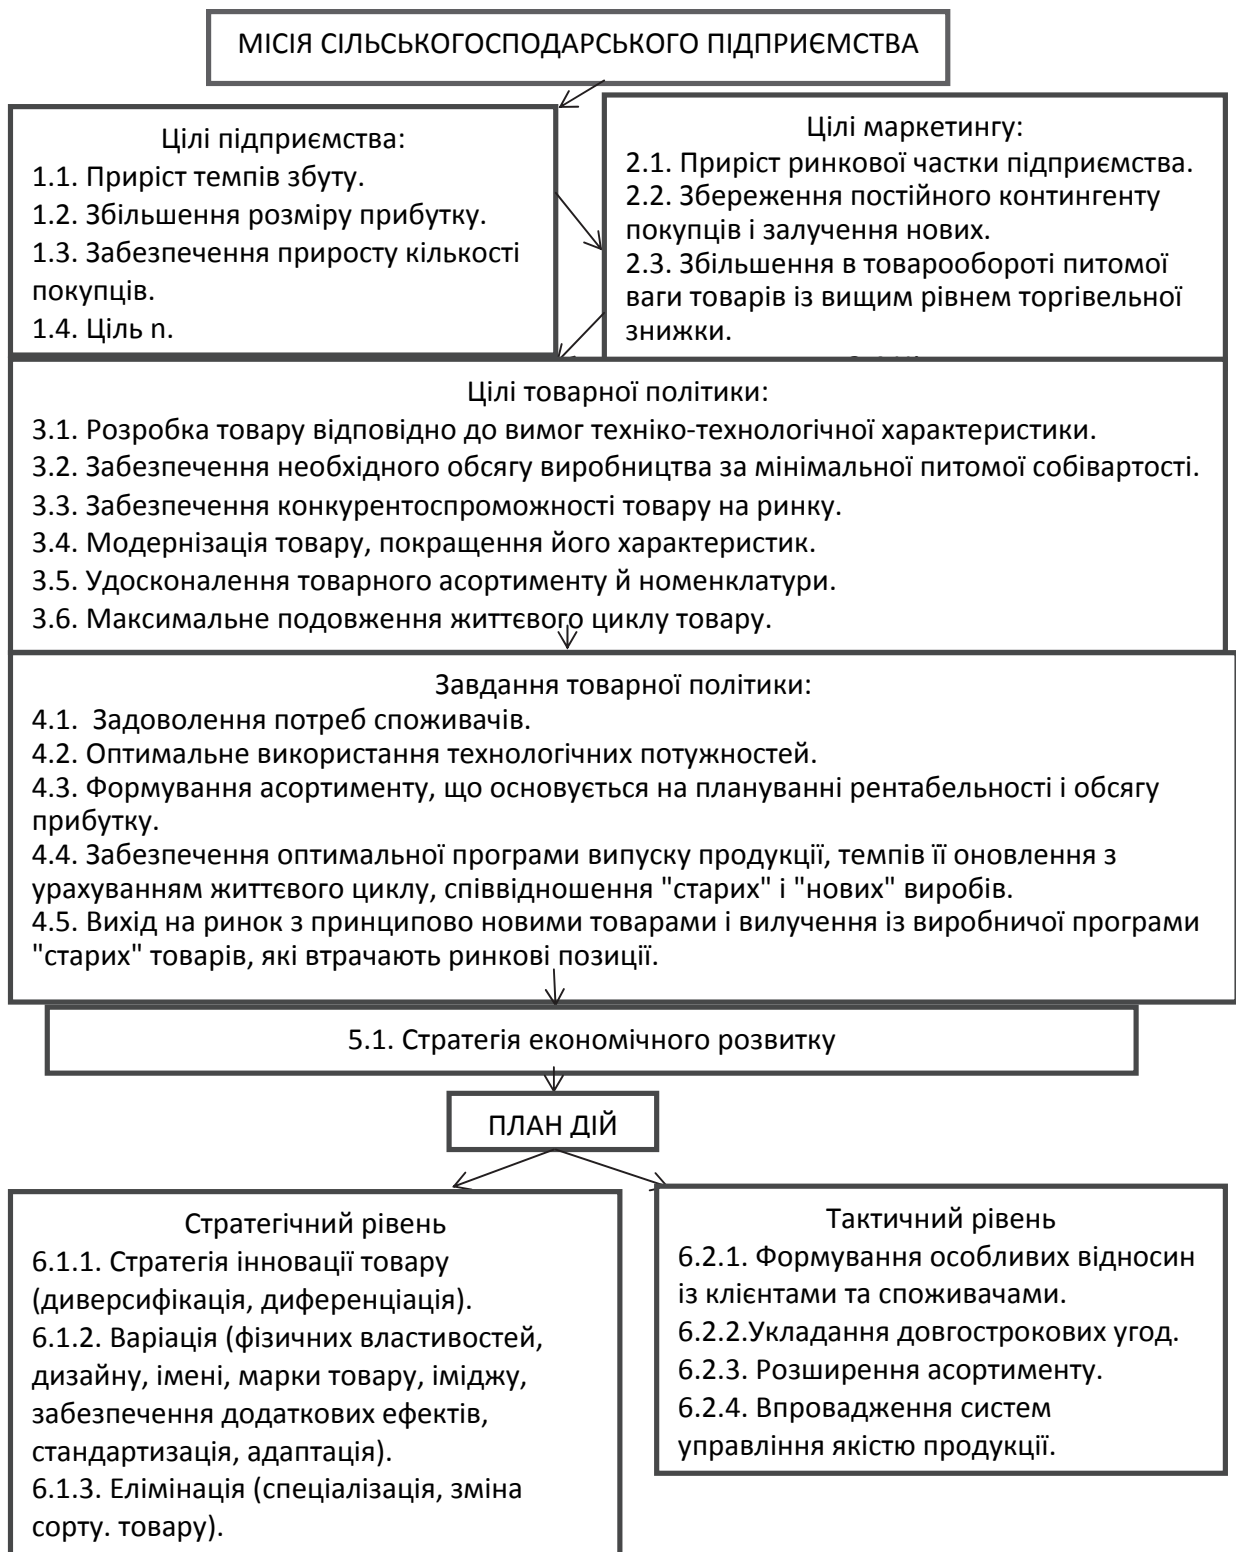 МІСІЯ СІЛЬСЬКОГОСПОДАРСЬКОГО ПІДПРИЄМСТВА
Цілі підприємства:
1.1. Приріст темпів збуту.
1.2. Збільшення розміру прибутку.
1.3. Забезпечення приросту кількості
покупців.
1.4. Ціль n.
Цілі маркетингу:
2.1. Приріст ринкової частки підприємства.
2.2. Збереження постійного контингенту
покупців і залучення нових.
2.3. Збільшення в товарообороті питомої
ваги товарів із вищим рівнем торгівельної
знижки.
Цілі товарної політики:
3.1. Розробка товару відповідно до вимог техніко-технологічної характеристики.
3.2. Забезпечення необхідного обсягу виробництва за мінімальної питомої собівартості.
3.3. Забезпечення конкурентоспроможності товару на ринку.
3.4. Модернізація товару, покращення його характеристик.
3.5. Удосконалення товарного асортименту й номенклатури.
3.6. Максимальне подовження життєвого циклу товару.
Завдання товарної політики:
4.1.  Задоволення потреб споживачів.
4.2. Оптимальне використання технологічних потужностей.
4.3. Формування асортименту, що основується на плануванні рентабельності і обсягу
прибутку.
4.4. Забезпечення оптимальної програми випуску продукції, темпів її оновлення з
урахуванням життєвого циклу, співвідношення "старих" і "нових" виробів.
4.5. Вихід на ринок з принципово новими товарами і вилучення із виробничої програми
"старих" товарів, які втрачають ринкові позиції.
5.1. Стратегія економічного розвитку
ПЛАН ДІЙ
Стратегічний рівень
6.1.1. Стратегія інновації товару
(диверсифікація, диференціація).
6.1.2. Варіація (фізичних властивостей,
дизайну, імені, марки товару, іміджу,
забезпечення додаткових ефектів,
стандартизація, адаптація).
6.1.3. Елімінація (спеціалізація, зміна
сорту. товару).
Тактичний рівень
6.2.1. Формування особливих відносин
із клієнтами та споживачами.
6.2.2.Укладання довгострокових угод.
6.2.3. Розширення асортименту.
6.2.4. Впровадження систем
управління якістю продукції.